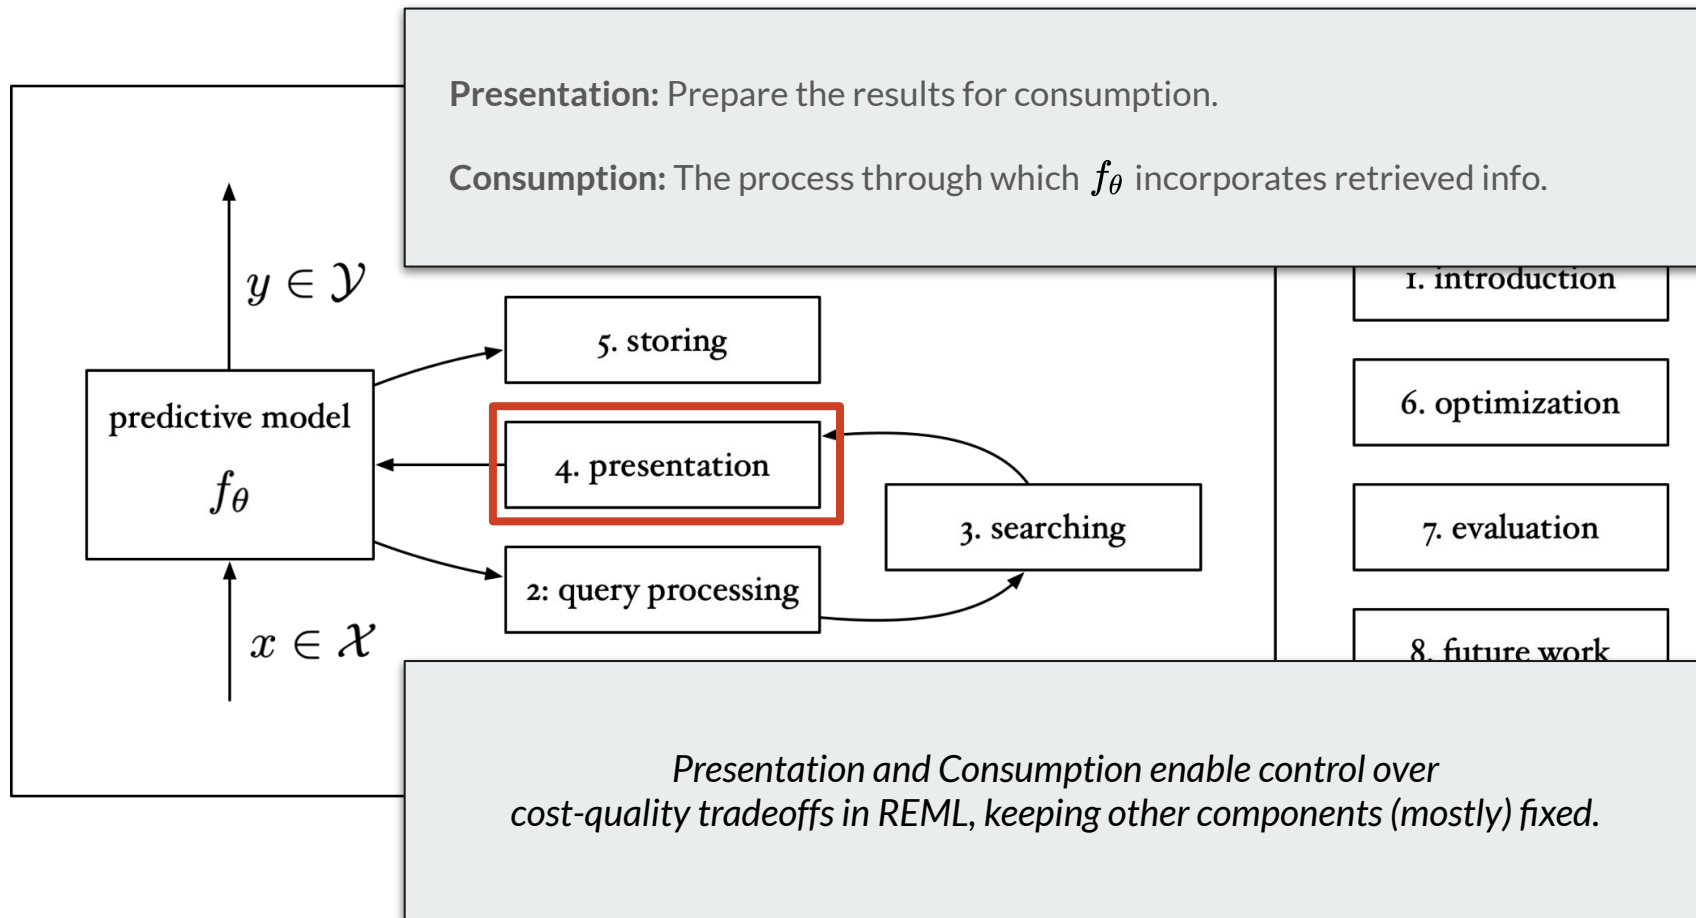 Presentation: Prepare the results for consumption.
Consumption: The process through which f_θ incorporates retrieved info.
y ∈ 𝒴
predictive model
f_θ
x ∈ 𝒳
5. storing
4. presentation
2: query processing
3. searching
1. introduction
6. optimization
7. evaluation
8. future work
Presentation and Consumption enable control over
cost-quality tradeoffs in REML, keeping other components (mostly) fixed.